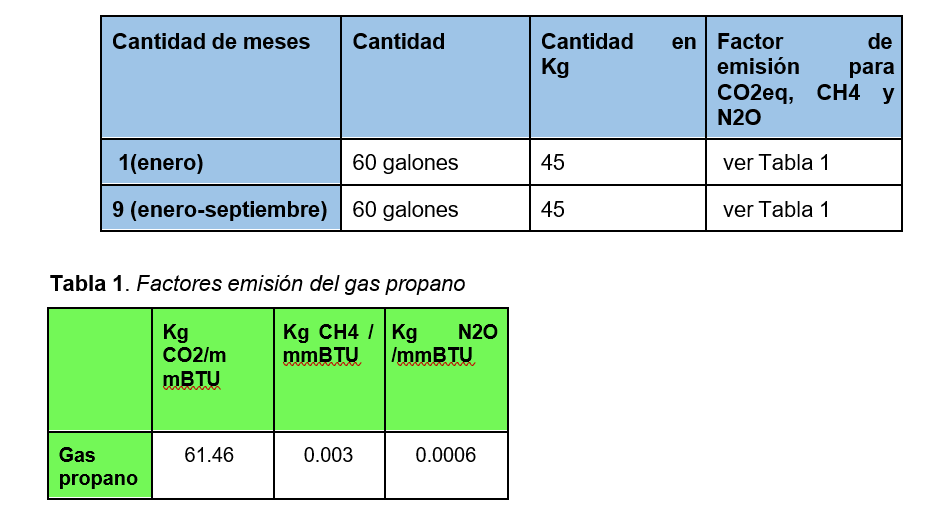 Cantidad de meses
Cantidad
Cantidad en
Kg
Factor de
emisión para
CO2eq, CH4 y
N2O
1(enero)
60 galones
45
ver Tabla 1
9 (enero-septiembre)
60 galones
45
ver Tabla 1
Tabla 1. Factores emisión del gas propano
Kg
CO2/m
mBTU
Kg CH4 /
mmBTU
Kg N2O
/mmBTU
Gas
propano
61.46
0.003
0.0006